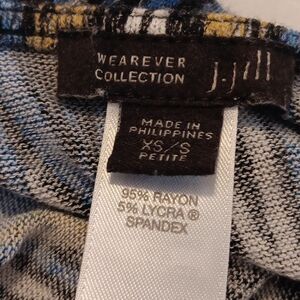 WEAREVER
COLLECTION
J.Jill
MADE IN
PHILIPPINES
XS/S
PETITE
95% RAYON
5% LYCRA ®
SPANDEX